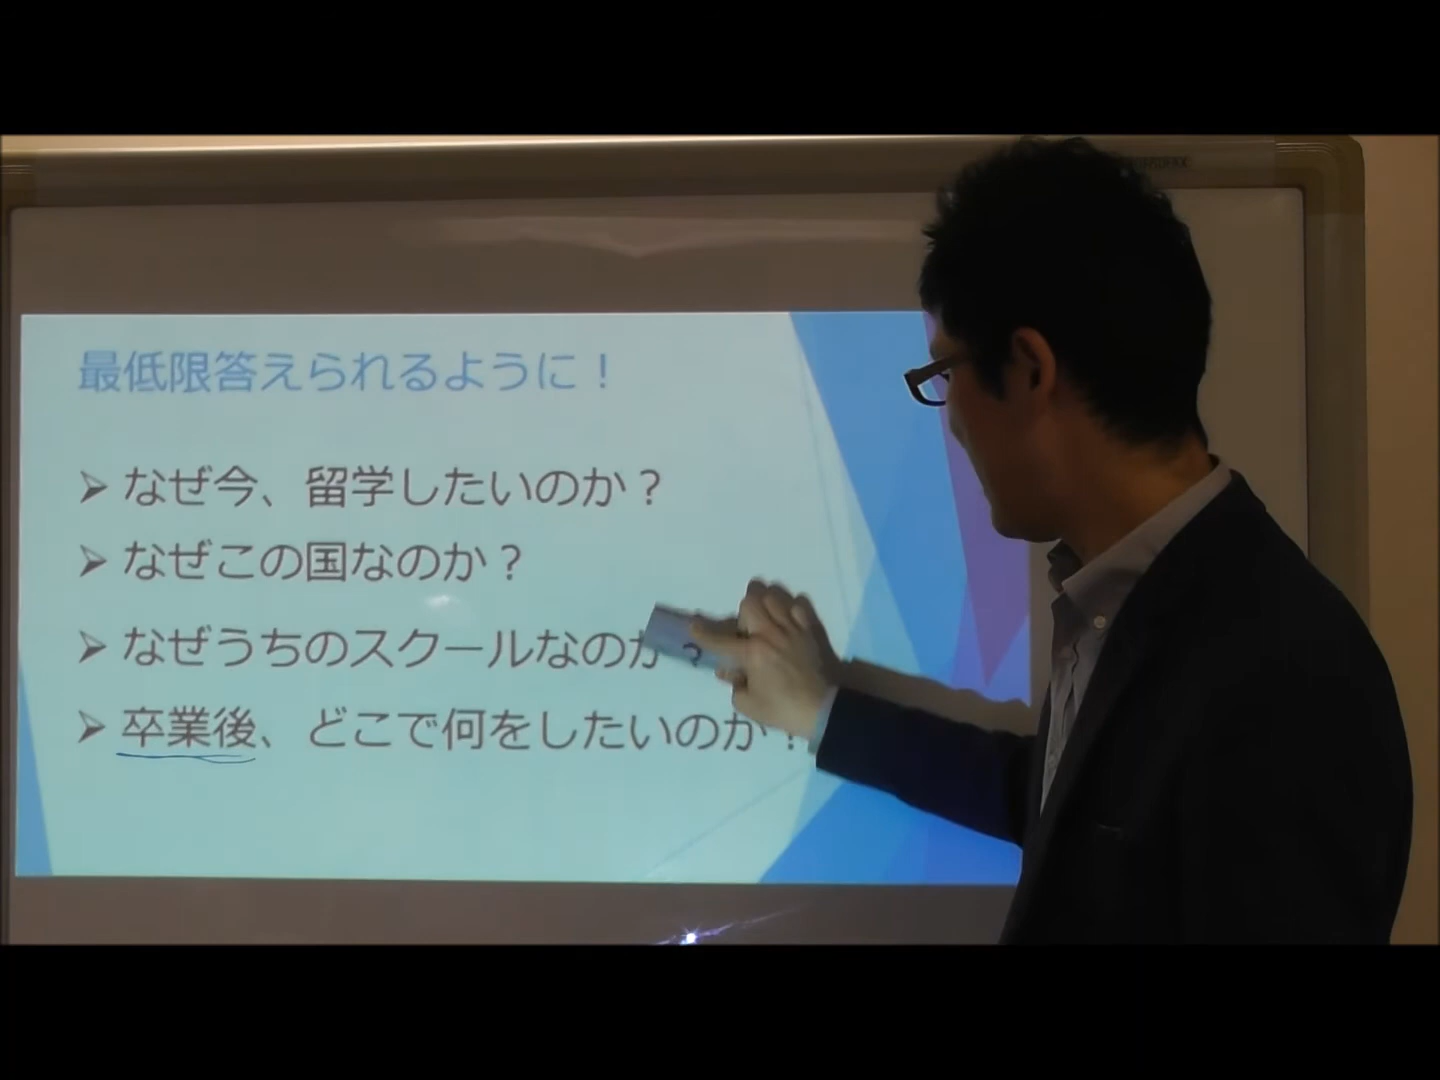 最低限答えられるように！
➢ なぜ今、留学したいのか？
➢ なぜこの国なのか？
➢ なぜうちのスクールなのか？
➢ 卒業後、どこで何をしたいのか？